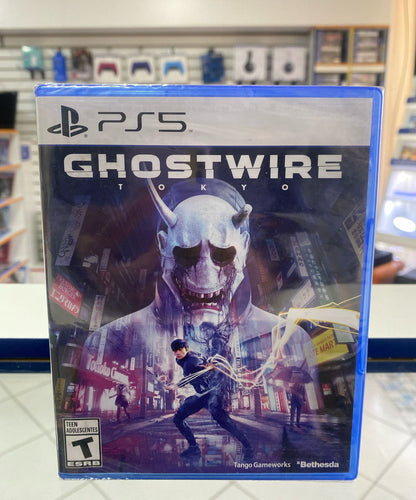 PS5
GHOSTWIRE
TOKYO
TEEN
ADOLESCENTES
T
ESRB
Tango Gameworks
Bethesda